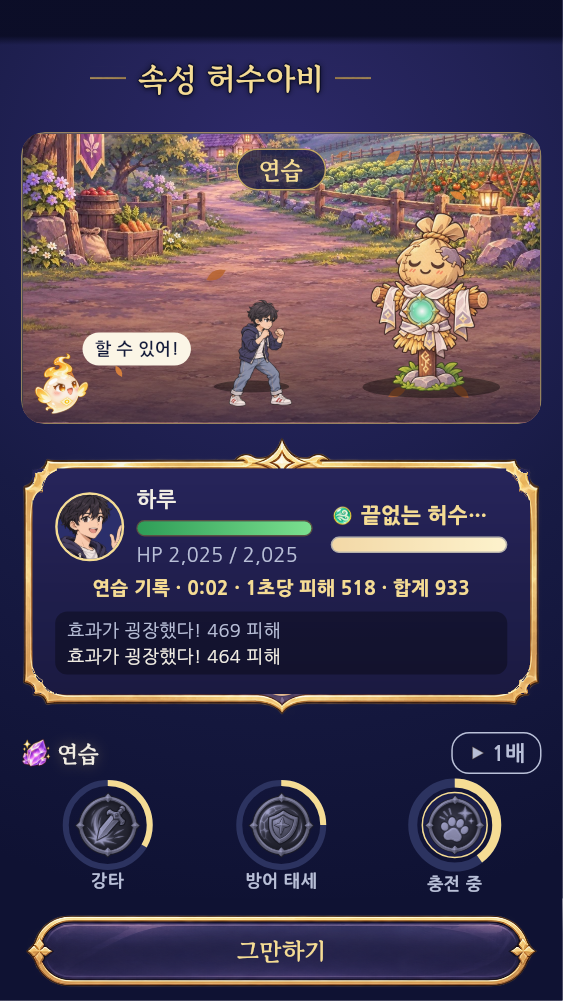 속성 허수아비
연습
할 수 있어!
하루
끝없는 허수…
HP 2,025 / 2,025
연습 기록 · 0:02 · 1초당 피해 518 · 합계 933
효과가 굉장했다! 469 피해
효과가 굉장했다! 464 피해
연습
▶ 1배
강타
방어 태세
충전 중
그만하기